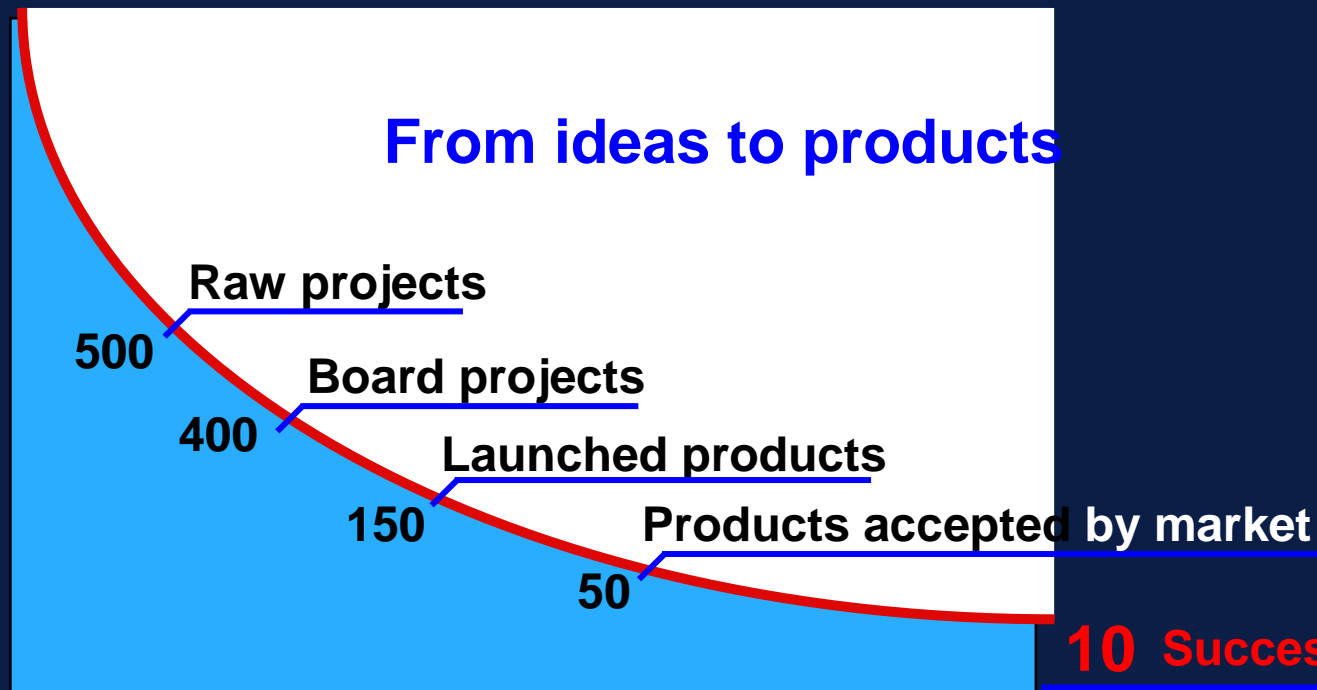 From ideas to products
Raw projects
500
Board projects
400
Launched products
150
Products accepted by market
50
10 Succes